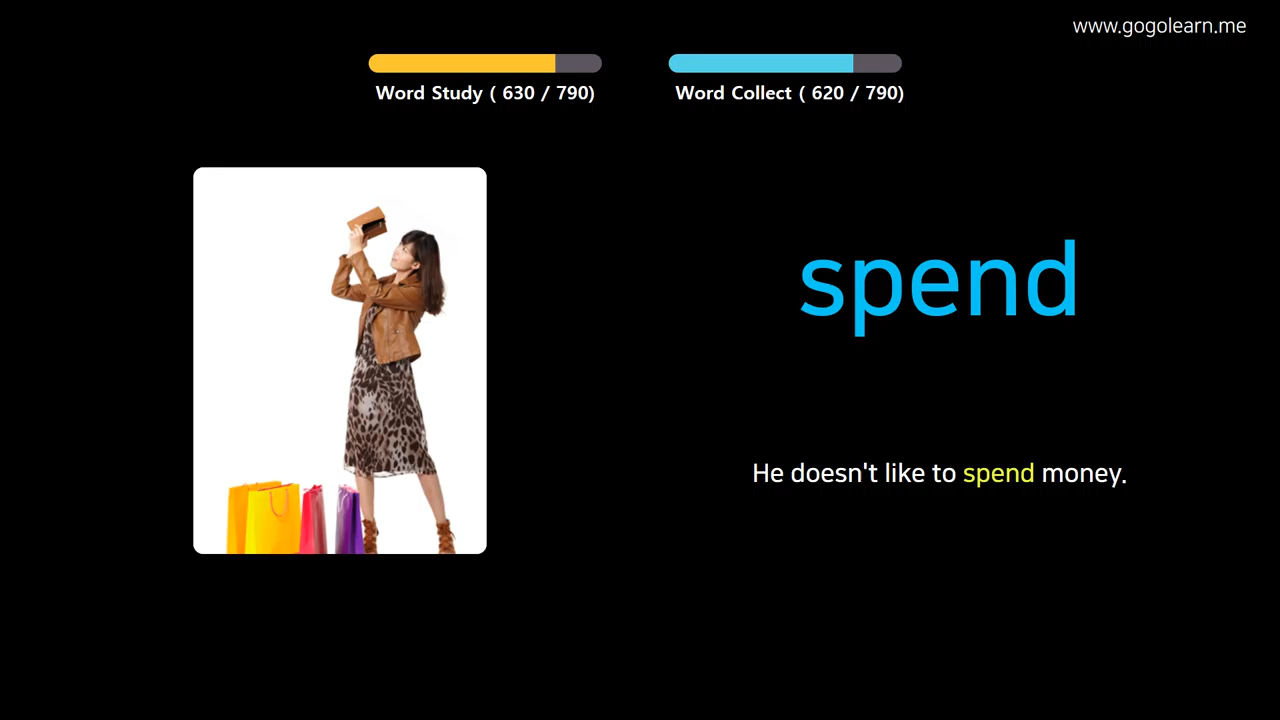 www.gogolearn.me
Word Study ( 630 / 790)
Word Collect ( 620 / 790)
spend
He doesn't like to spend money.